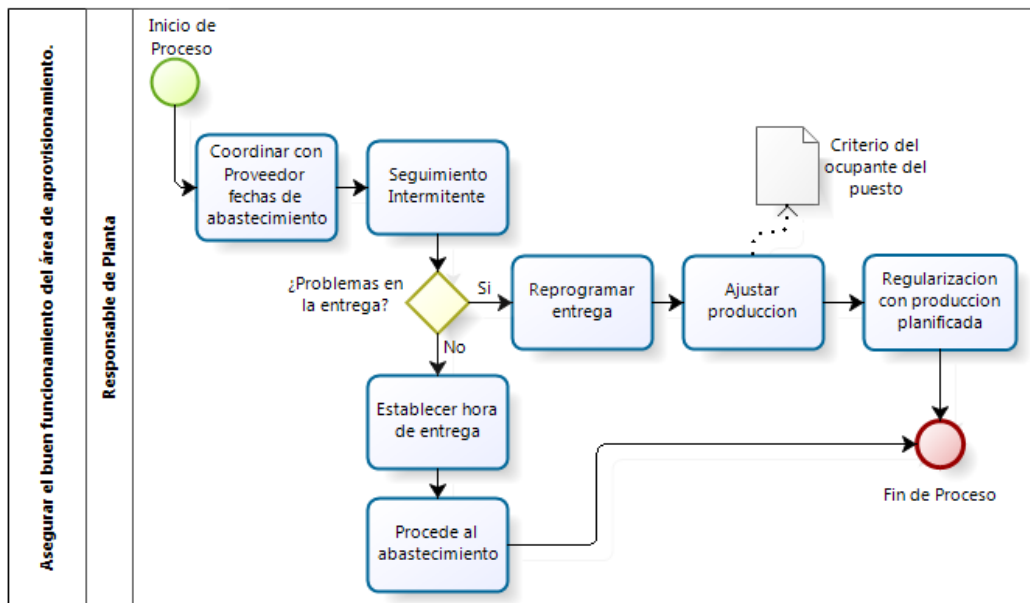 Asegurar el buen funcionamiento del área de aprovisionamiento.
Responsable de Planta
Inicio de
Proceso
Coordinar con
Proveedor
fechas de
abastecimiento
Seguimiento
Intermitente
Criterio del
ocupante del
puesto
¿Problemas en
la entrega?
Si
Reprogramar
entrega
Ajustar
produccion
Regularizacion
con produccion
planificada
No
Establecer hora
de entrega
Procede al
abastecimiento
Fin de Proceso